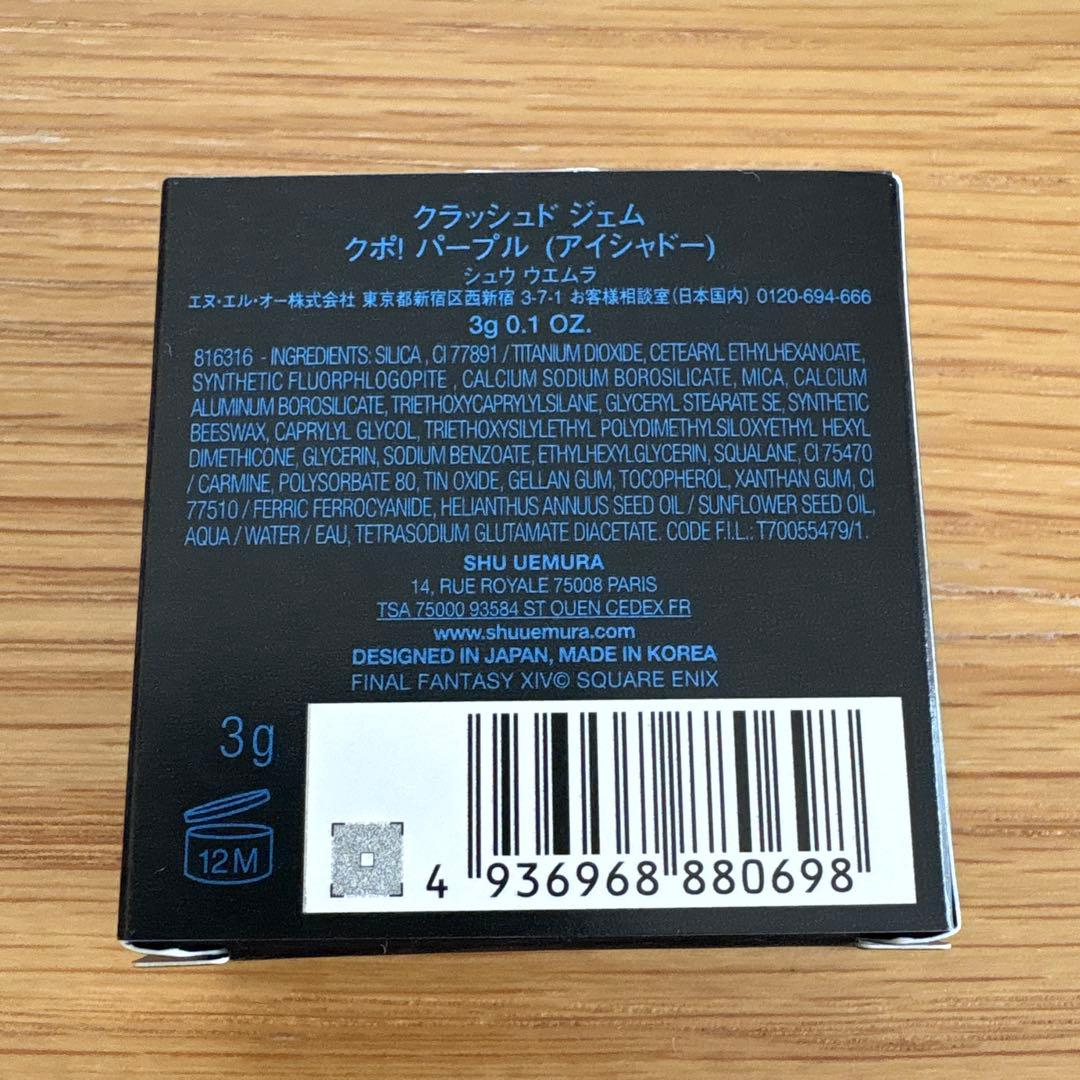 クラッシュド ジェム
クポ! パープル (アイシャドー)
シュウ ウエムラ
エヌ・エル・オー株式会社 東京都新宿区西新宿 3-7-1 お客様相談室(日本国内) 0120-694-666
3g 0.1 OZ.
816316 - INGREDIENTS: SILICA , CI 77891 / TITANIUM DIOXIDE, CETEARYL ETHYLHEXANOATE,
SYNTHETIC FLUORPHLOGOPITE , CALCIUM SODIUM BOROSILICATE, MICA, CALCIUM
ALUMINUM BOROSILICATE, TRIETHOXYCAPRYLYLSILANE, GLYCERYL STEARATE SE, SYNTHETIC
BEESWAX, CAPRYLYL GLYCOL, TRIETHOXYSILYLETHYL POLYDIMETHYLSILOXYETHYL HEXYL
DIMETHICONE, GLYCERIN, SODIUM BENZOATE, ETHYLHEXYLGLYCERIN, SQUALANE, CI 75470
/ CARMINE, POLYSORBATE 80, TIN OXIDE, GELLAN GUM, TOCOPHEROL, XANTHAN GUM, CI
77510 / FERRIC FERROCYANIDE, HELIANTHUS ANNUUS SEED OIL / SUNFLOWER SEED OIL,
AQUA / WATER / EAU, TETRASODIUM GLUTAMATE DIACETATE. CODE F.I.L.: T70055479/1.
SHU UEMURA
14, RUE ROYALE 75008 PARIS
TSA 75000 93584 ST OUEN CEDEX FR
www.shuuemura.com
DESIGNED IN JAPAN, MADE IN KOREA
FINAL FANTASY XIV© SQUARE ENIX
3g
12M
4 936968 880698